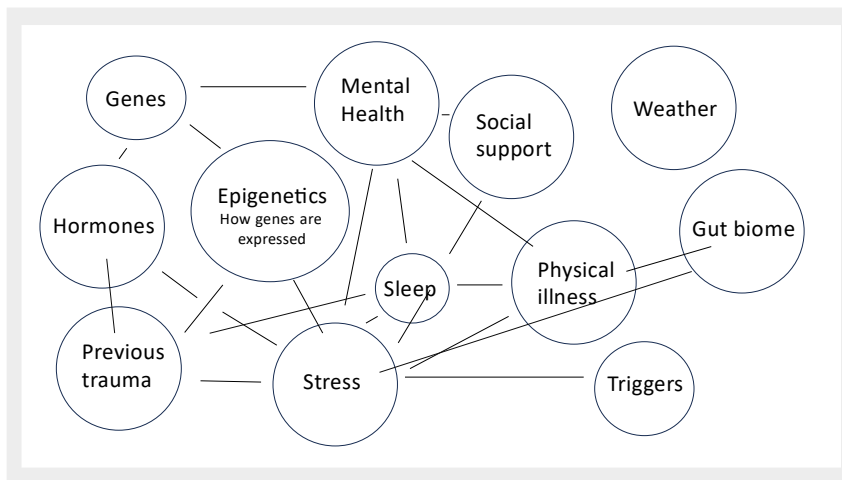 Genes
Mental
Health
Social
support
Weather
Hormones
Epigenetics
How genes are
expressed
Gut biome
Sleep
Physical
illness
Previous
trauma
Stress
Triggers